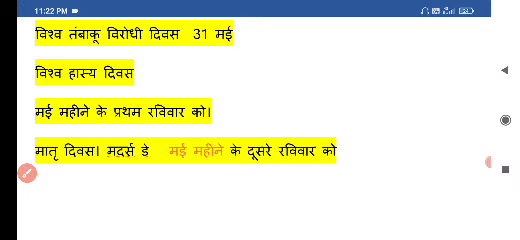 11:22 PM
विश्व तंबाकू विरोधी दिवस 31 मई
विश्व हास्य दिवस
मई महीने के प्रथम रविवार को।
मातृ दिवस। मदर्स डे मई महीने के दूसरे रविवार को